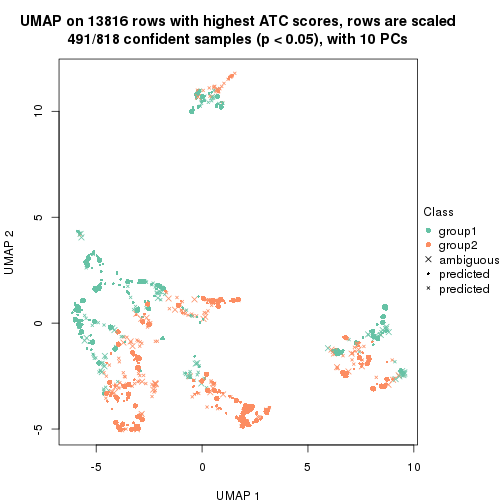 UMAP on 13816 rows with highest ATC scores, rows are scaled
491/818 confident samples (p < 0.05), with 10 PCs
10
5
0
-5
UMAP 2
-5
0
5
10
UMAP 1
Class
group1
group2
ambiguous
predicted
predicted